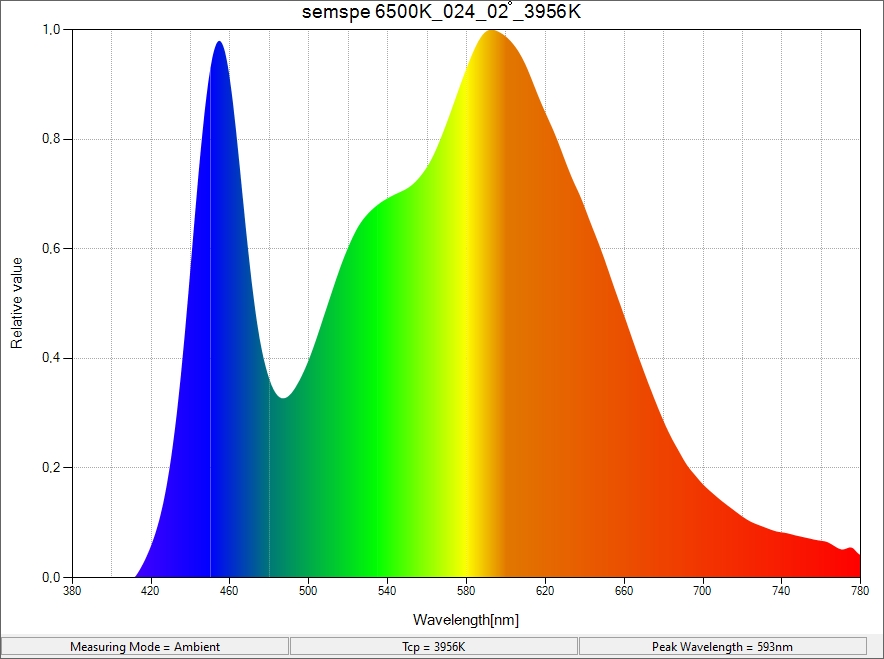 semspe 6500K_024_02°_3956K
1,0
0,8
0,6
0,4
0,2
0,0
Relative value
380 420 460 500 540 580 620 660 700 740 780
Wavelength[nm]
Measuring Mode = Ambient Tcp = 3956K Peak Wavelength = 593nm